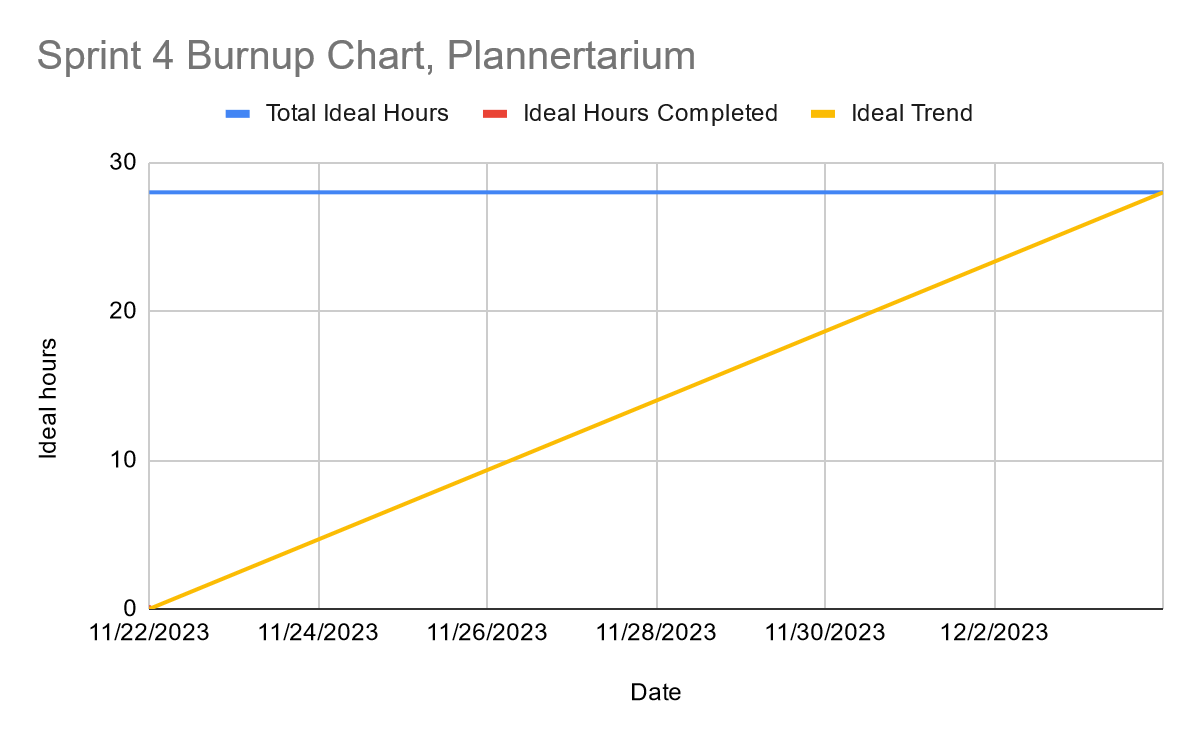 Sprint 4 Burnup Chart, Plannertarium
Total Ideal Hours Ideal Hours Completed Ideal Trend
30
20
10
0
Ideal hours
11/22/2023 11/24/2023 11/26/2023 11/28/2023 11/30/2023 12/2/2023
Date